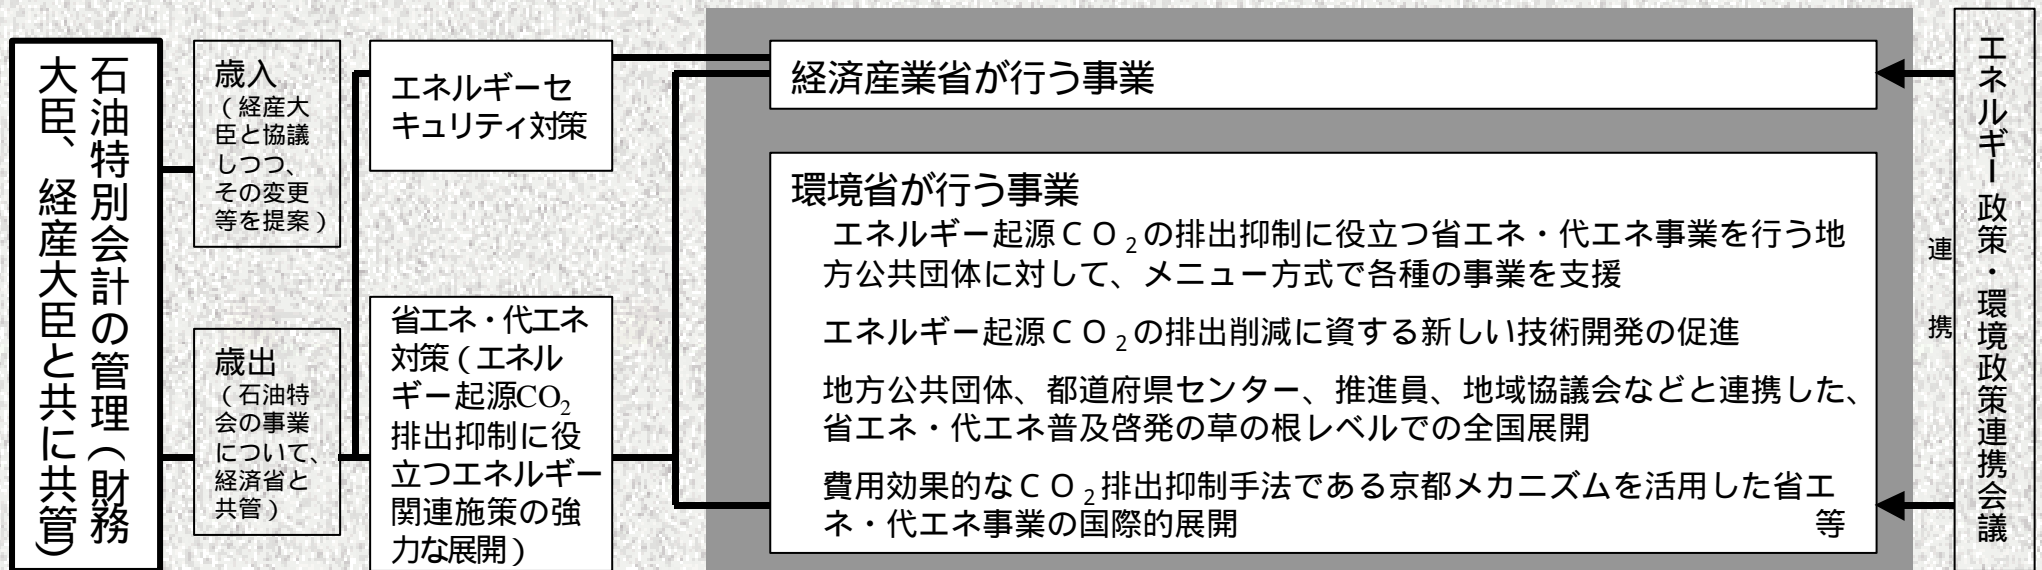 石油特別会計の管理（財務
大臣、経産大臣と共に共管）
歳入
（経産大
臣と協議
しつつ、
その変更
等を提案）
歳出
（石油特
会の事業
について、
経済省と
共管）
エネルギーセ
キュリティ対策
省エネ・代エネ
対策（エネル
ギー起源CO₂
排出抑制に役
立つエネルギー
関連施策の強
力な展開）
経済産業省が行う事業
環境省が行う事業
エネルギー起源ＣＯ₂の排出抑制に役立つ省エネ・代エネ事業を行う地
方公共団体に対して、メニュー方式で各種の事業を支援
エネルギー起源ＣＯ₂の排出削減に資する新しい技術開発の促進
地方公共団体、都道府県センター、推進員、地域協議会などと連携した、
省エネ・代エネ普及啓発の草の根レベルでの全国展開
費用効果的なＣＯ₂排出抑制手法である京都メカニズムを活用した省エ
ネ・代エネ事業の国際的展開 等
連携
エネルギー政策・環境政策連携会議